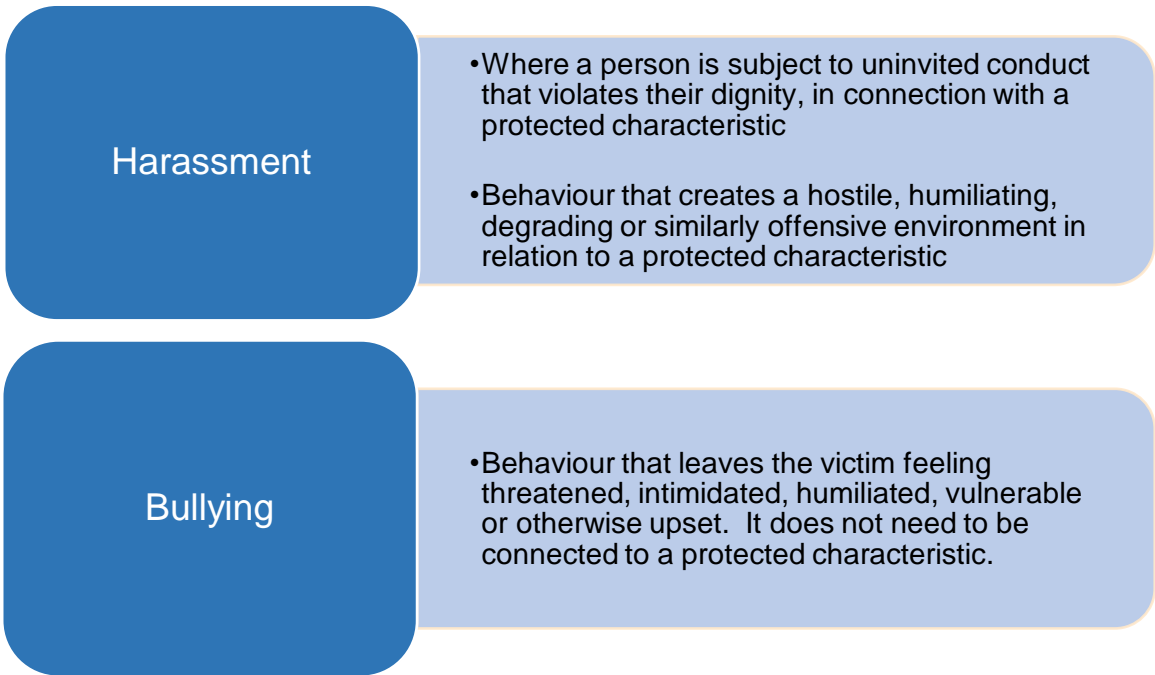 Harassment
•Where a person is subject to uninvited conduct
that violates their dignity, in connection with a
protected characteristic
•Behaviour that creates a hostile, humiliating,
degrading or similarly offensive environment in
relation to a protected characteristic
Bullying
•Behaviour that leaves the victim feeling
threatened, intimidated, humiliated, vulnerable
or otherwise upset.  It does not need to be
connected to a protected characteristic.